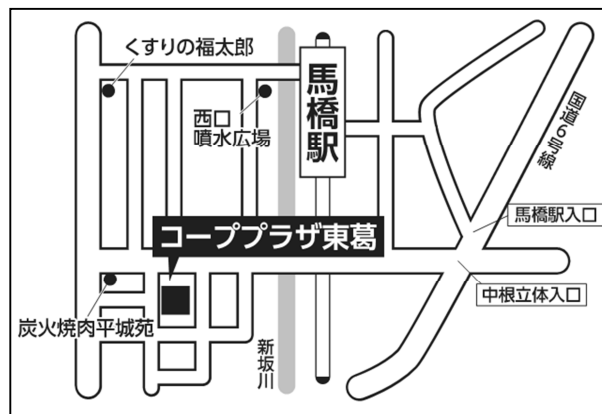 くすりの福太郎
馬橋駅
西口
噴水広場
国道6号線
馬橋駅入口
コーププラザ東葛
中根立体入口
炭火焼肉平城苑
新坂川